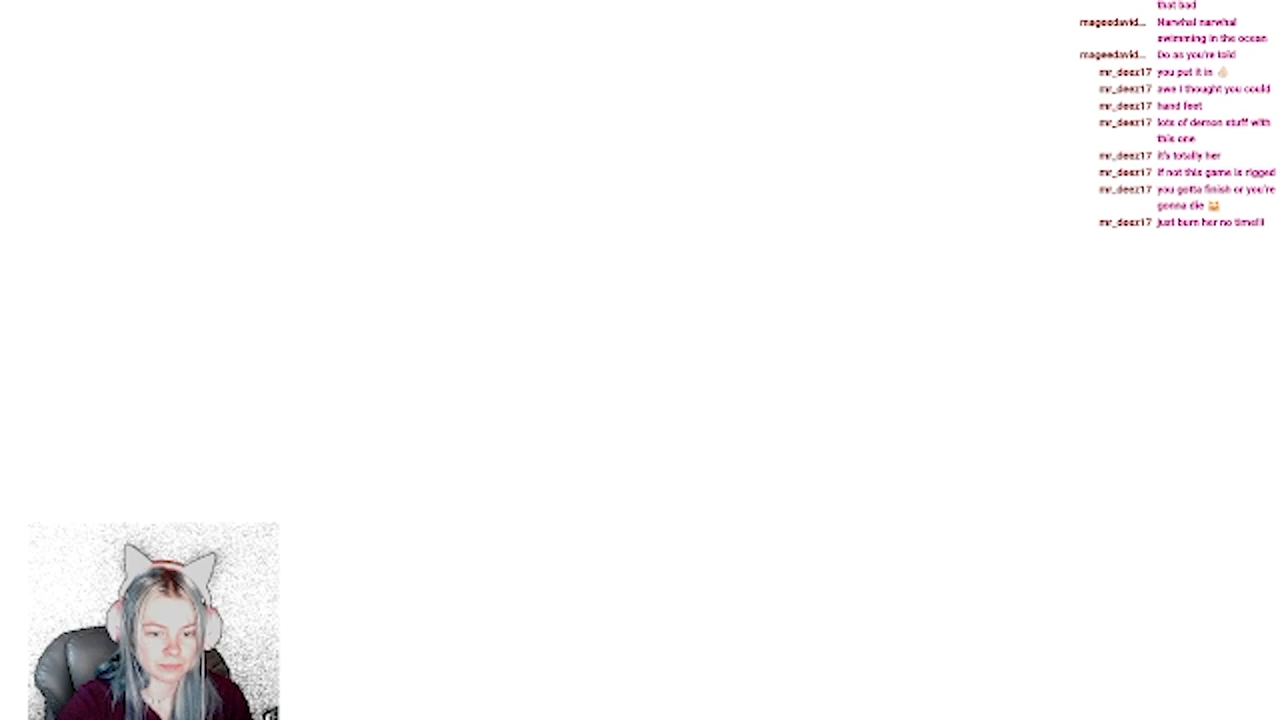 that bad
mageedavid... Narwhal narwhal
swimming in the ocean
mageedavid... Do as you're told
mr_deez17 you put it in 👌🏻
mr_deez17 awe I thought you could
mr_deez17 hand feet
mr_deez17 lots of demon stuff with
this one
mr_deez17 it's totally her
mr_deez17 if not this game is rigged
mr_deez17 you gotta finish or you're
gonna die 😹
mr_deez17 just burn her no time!!